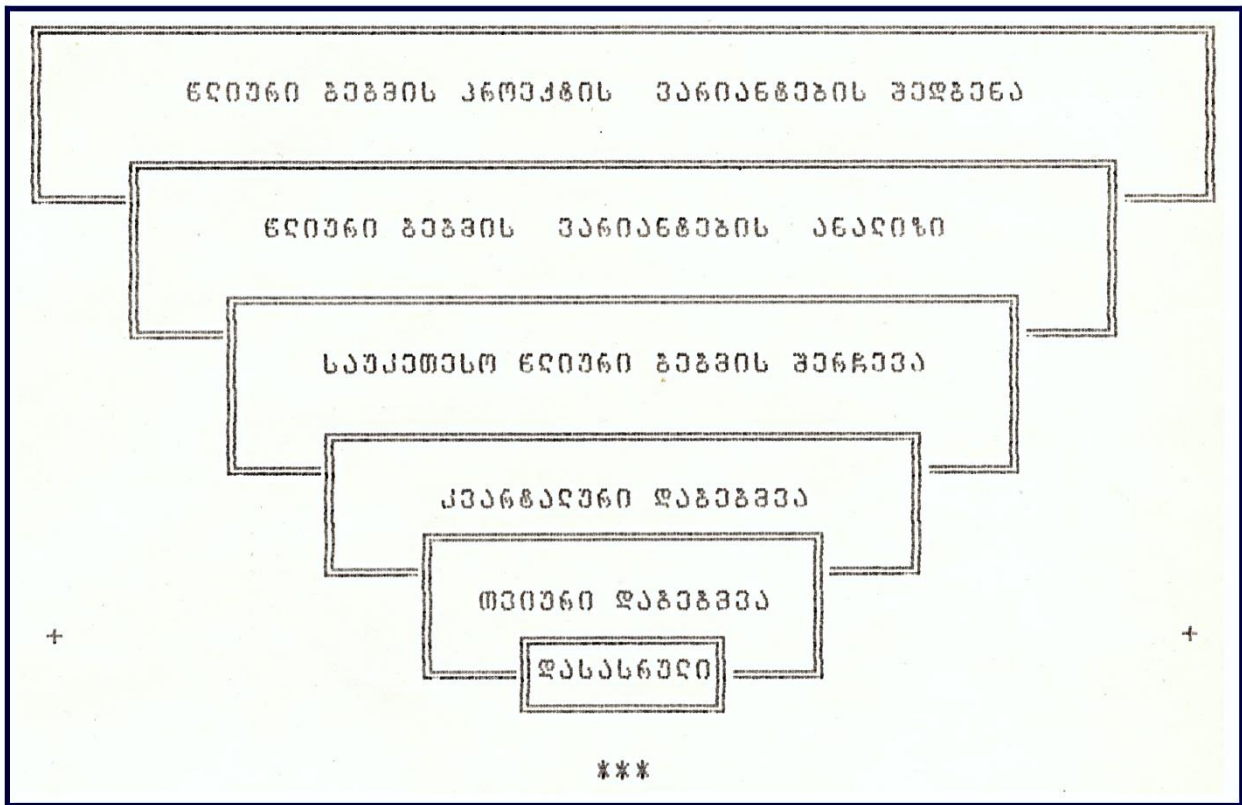 წლიური გეგმის პროექტის ვარიანტების შედგენა
წლიური გეგმის ვარიანტების ანალიზი
საუკეთესო წლიური გეგმის შერჩევა
კვარტალური დაგეგმვა
თვიური დაგეგმვა
+ +
დასასრული
***